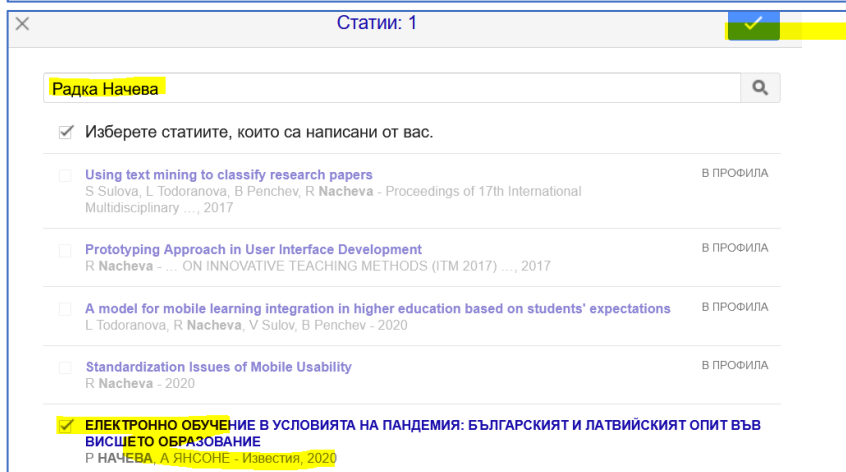 Статии: 1
Радка Начева
Изберете статиите, които са написани от вас.
Using text mining to classify research papers
В ПРОФИЛА
S Sulova, L Todoranova, B Penchev, R Nacheva - Proceedings of 17th International
Multidisciplinary …, 2017
Prototyping Approach in User Interface Development
В ПРОФИЛА
R Nacheva - … ON INNOVATIVE TEACHING METHODS (ITM 2017) …, 2017
A model for mobile learning integration in higher education based on students' expectations
В ПРОФИЛА
L Todoranova, R Nacheva, V Sulov, B Penchev - 2020
Standardization Issues of Mobile Usability
В ПРОФИЛА
R Nacheva - 2020
ЕЛЕКТРОННО ОБУЧЕНИЕ В УСЛОВИЯТА НА ПАНДЕМИЯ: БЪЛГАРСКИЯТ И ЛАТВИЙСКИЯТ ОПИТ ВЪВ
ВИСШЕТО ОБРАЗОВАНИЕ
Р НАЧЕВА, А ЯНСОНЕ - Известия, 2020